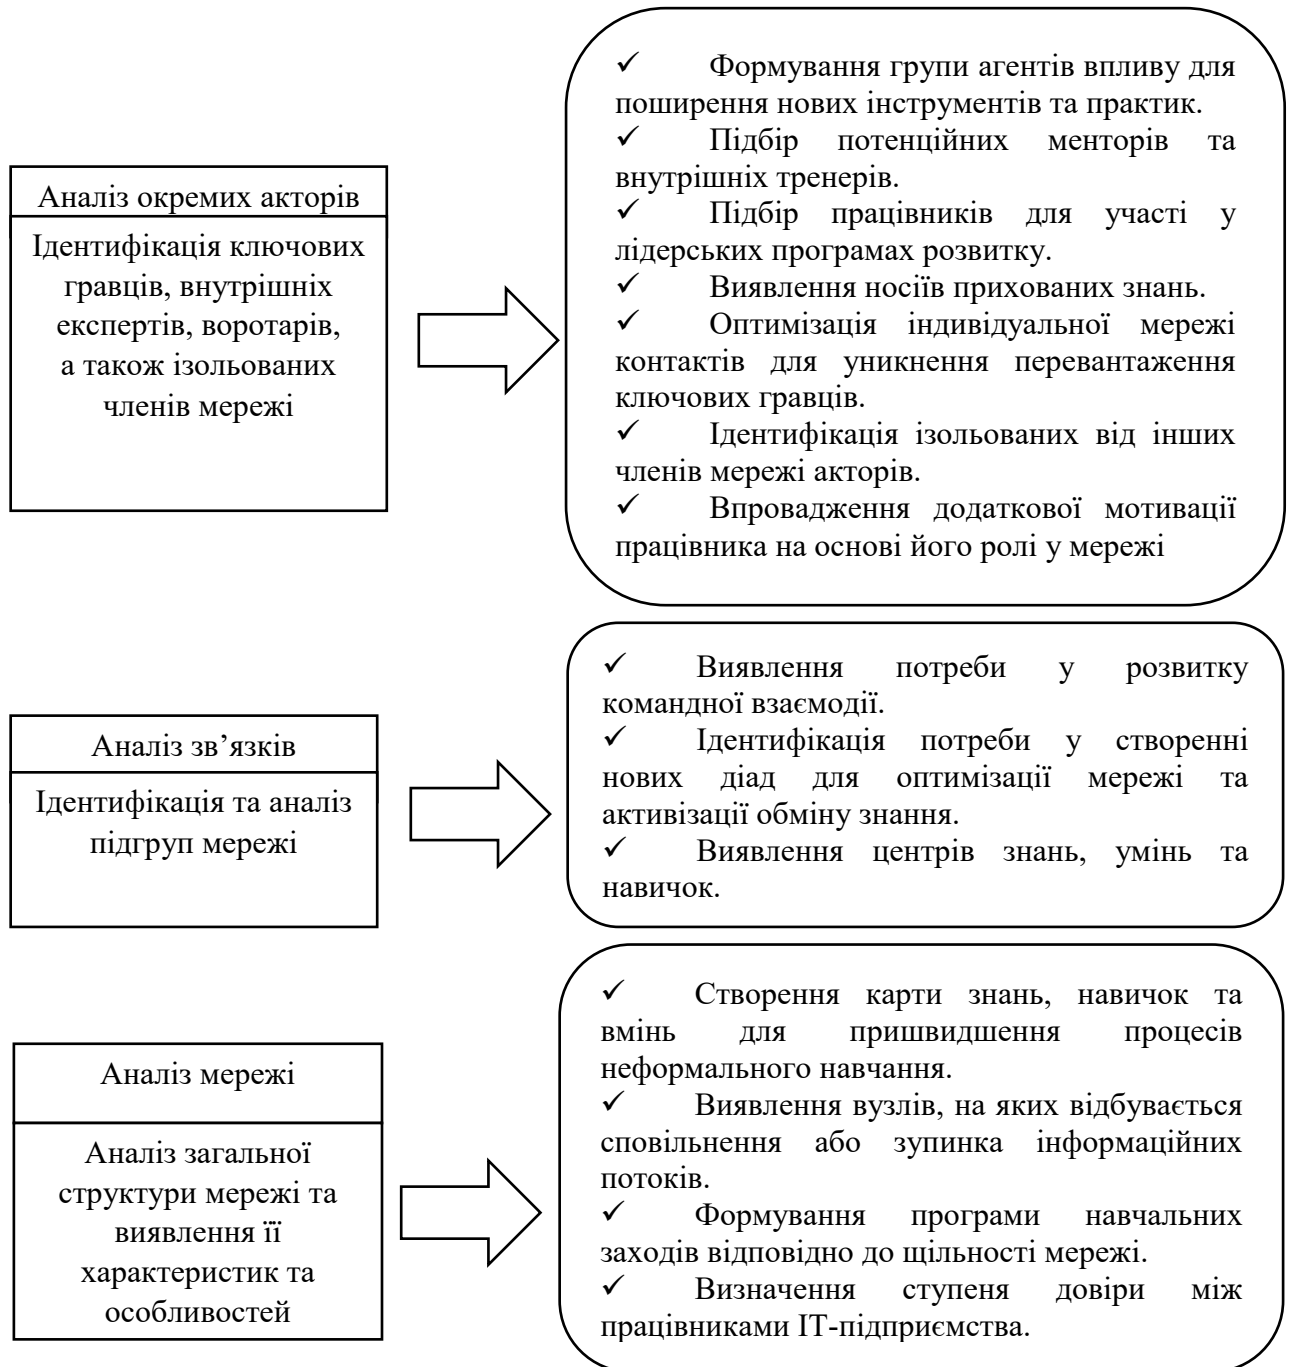 Аналіз окремих акторів
Ідентифікація ключових
гравців, внутрішніх
експертів, воротарів,
а також ізольованих
членів мережі
✓ Формування групи агентів впливу для
поширення нових інструментів та практик.
✓ Підбір потенційних менторів та
внутрішніх тренерів.
✓ Підбір працівників для участі у
лідерських програмах розвитку.
✓ Виявлення носіїв прихованих знань.
✓ Оптимізація індивідуальної мережі
контактів для уникнення перевантаження
ключових гравців.
✓ Ідентифікація ізольованих від інших
членів мережі акторів.
✓ Впровадження додаткової мотивації
працівника на основі його ролі у мережі
Аналіз зв’язків
Ідентифікація та аналіз
підгруп мережі
✓ Виявлення потреби у розвитку
командної взаємодії.
✓ Ідентифікація потреби у створенні
нових діад для оптимізації мережі та
активізації обміну знання.
✓ Виявлення центрів знань, умінь та
навичок.
Аналіз мережі
Аналіз загальної
структури мережі та
виявлення її
характеристик та
особливостей
✓ Створення карти знань, навичок та
вмінь для пришвидшення процесів
неформального навчання.
✓ Виявлення вузлів, на яких відбувається
сповільнення або зупинка інформаційних
потоків.
✓ Формування програми навчальних
заходів відповідно до щільності мережі.
✓ Визначення ступеня довіри між
працівниками ІТ-підприємства.